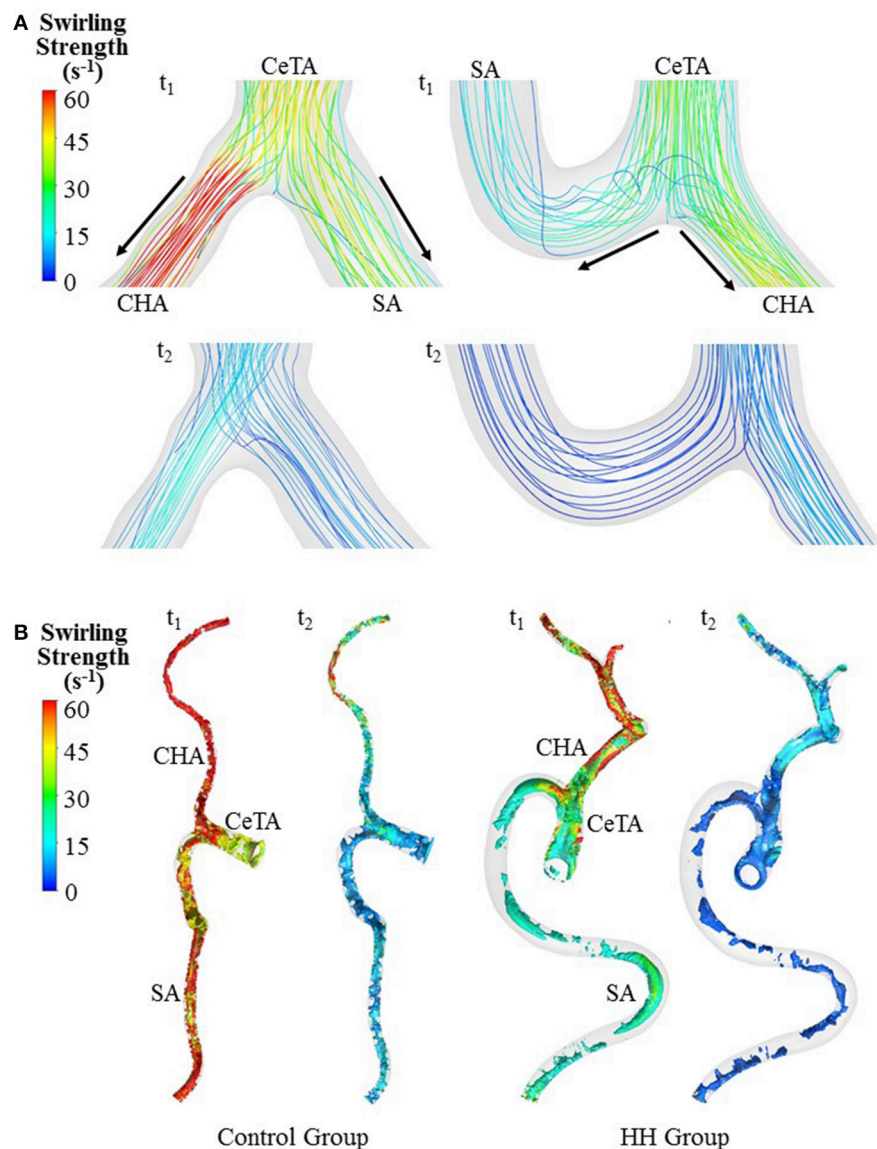 A
Swirling
Strength
(s⁻¹)
60
45
30
15
0
t₁
CeTA
CHA
SA
t₁
SA
CeTA
CHA
t₂
t₂
B
Swirling
Strength
(s⁻¹)
60
45
30
15
0
t₁
CHA
CeTA
SA
t₂
t₁
CHA
CeTA
SA
t₂
Control Group
HH Group